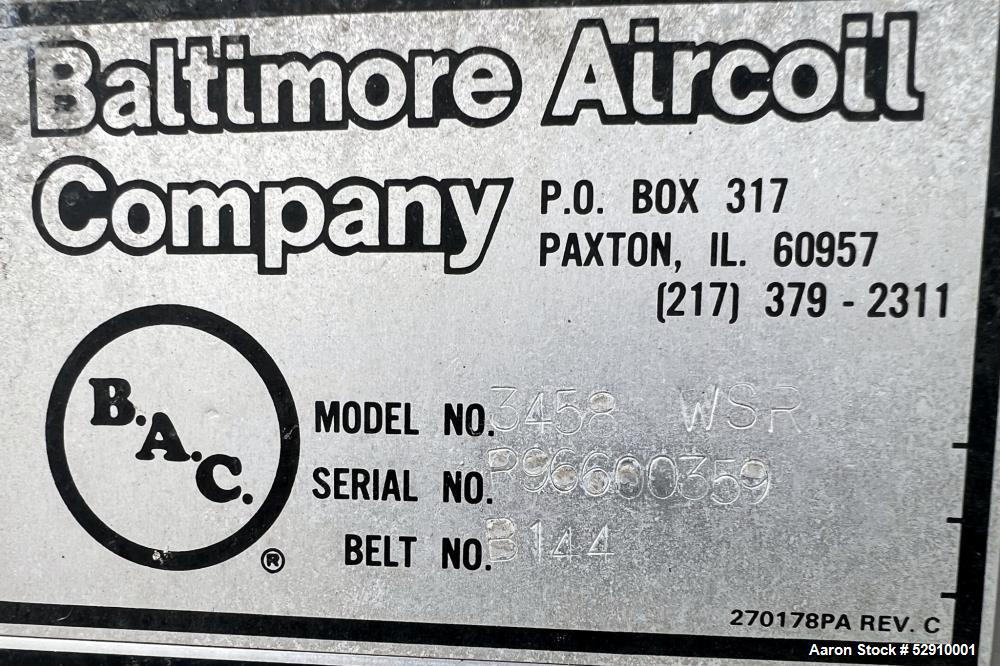 Baltimore Aircoil
Company
P.O. BOX 317
PAXTON, IL. 60957
(217) 379 - 2311
B.A.C.
®
MODEL NO. 3458 WSR
SERIAL NO. P96600359
BELT NO. B144
270178PA REV. C
Aaron Stock # 52910001